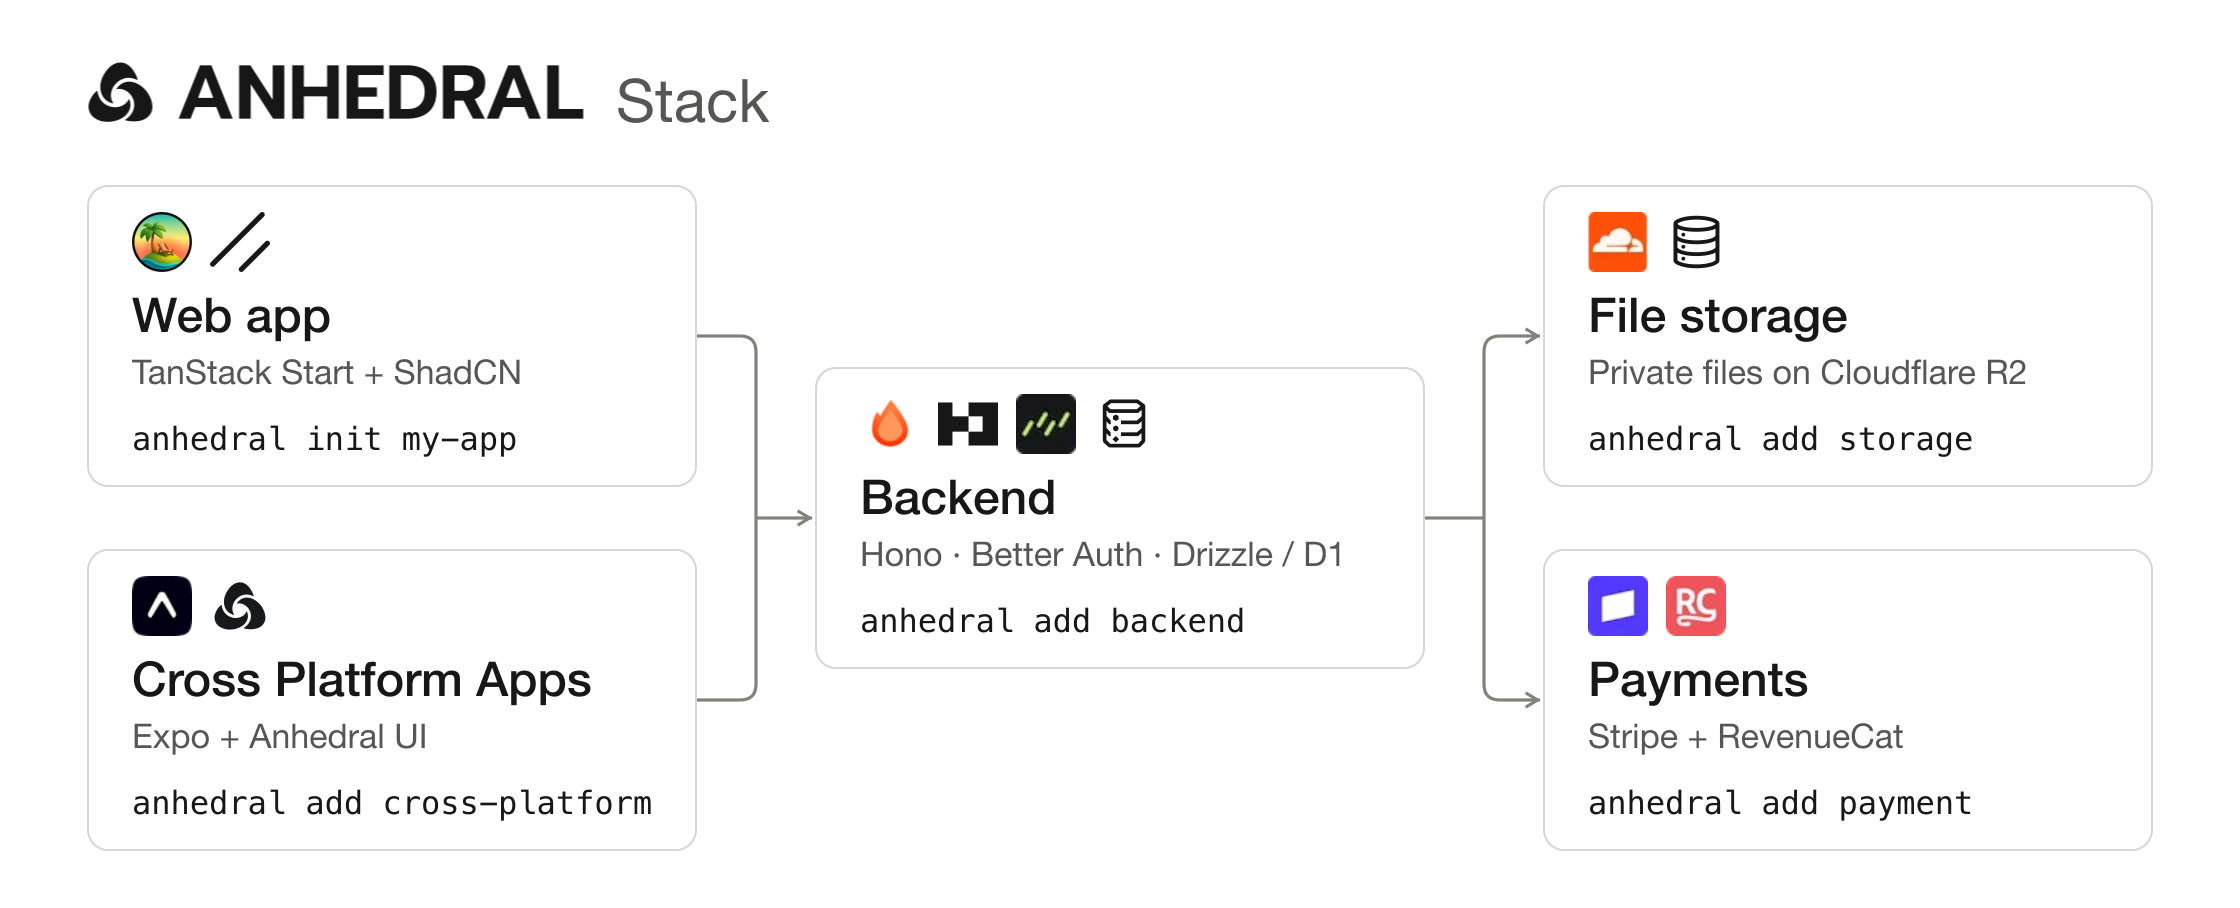 ANHEDRAL Stack
Web app
TanStack Start + ShadCN
anhedral init my-app
Cross Platform Apps
Expo + Anhedral UI
anhedral add cross-platform
Backend
Hono · Better Auth · Drizzle / D1
anhedral add backend
File storage
Private files on Cloudflare R2
anhedral add storage
RC
Payments
Stripe + RevenueCat
anhedral add payment